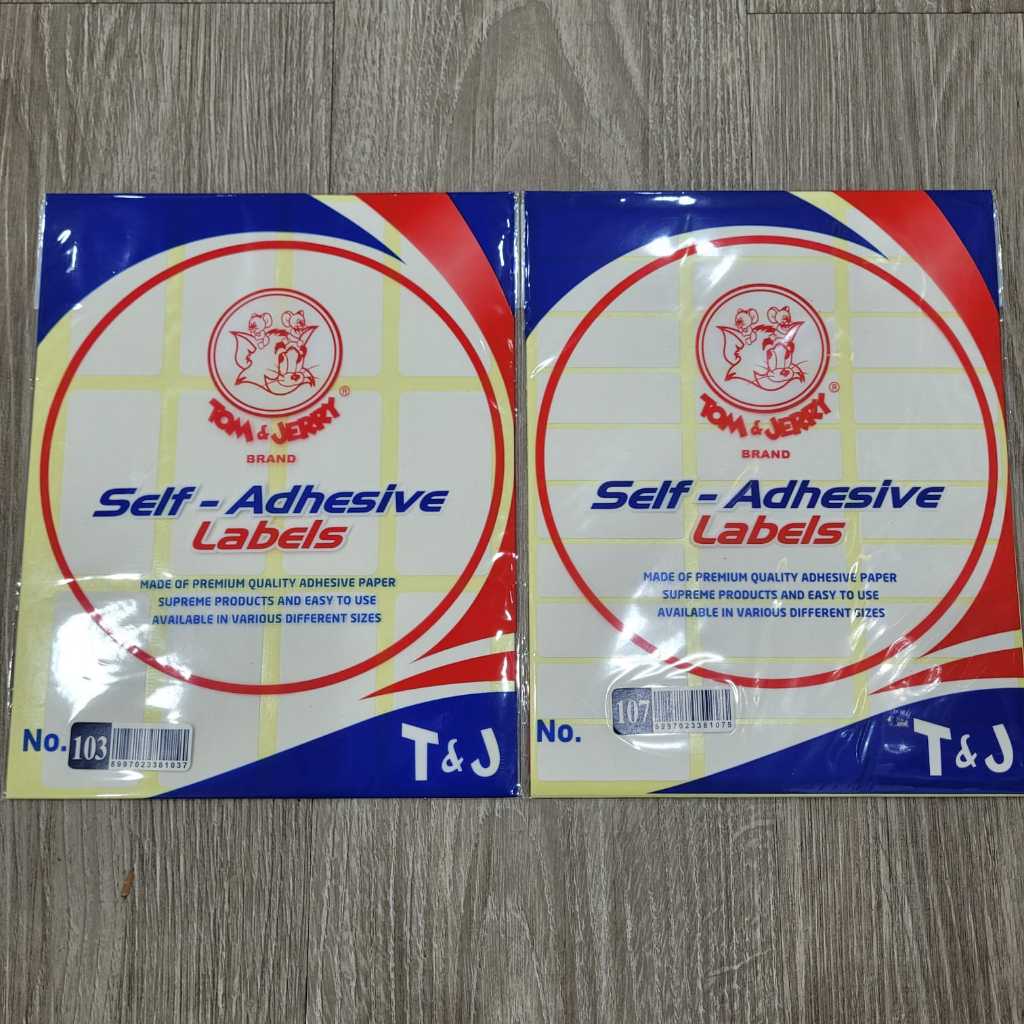 TOM & JERRY ®
BRAND
Self - Adhesive
Labels
MADE OF PREMIUM QUALITY ADHESIVE PAPER
SUPREME PRODUCTS AND EASY TO USE
AVAILABLE IN VARIOUS DIFFERENT SIZES
No. 103
8997023381037
T & J
TOM & JERRY ®
BRAND
Self - Adhesive
Labels
MADE OF PREMIUM QUALITY ADHESIVE PAPER
SUPREME PRODUCTS AND EASY TO USE
AVAILABLE IN VARIOUS DIFFERENT SIZES
No. 107
8997023381075
T & J